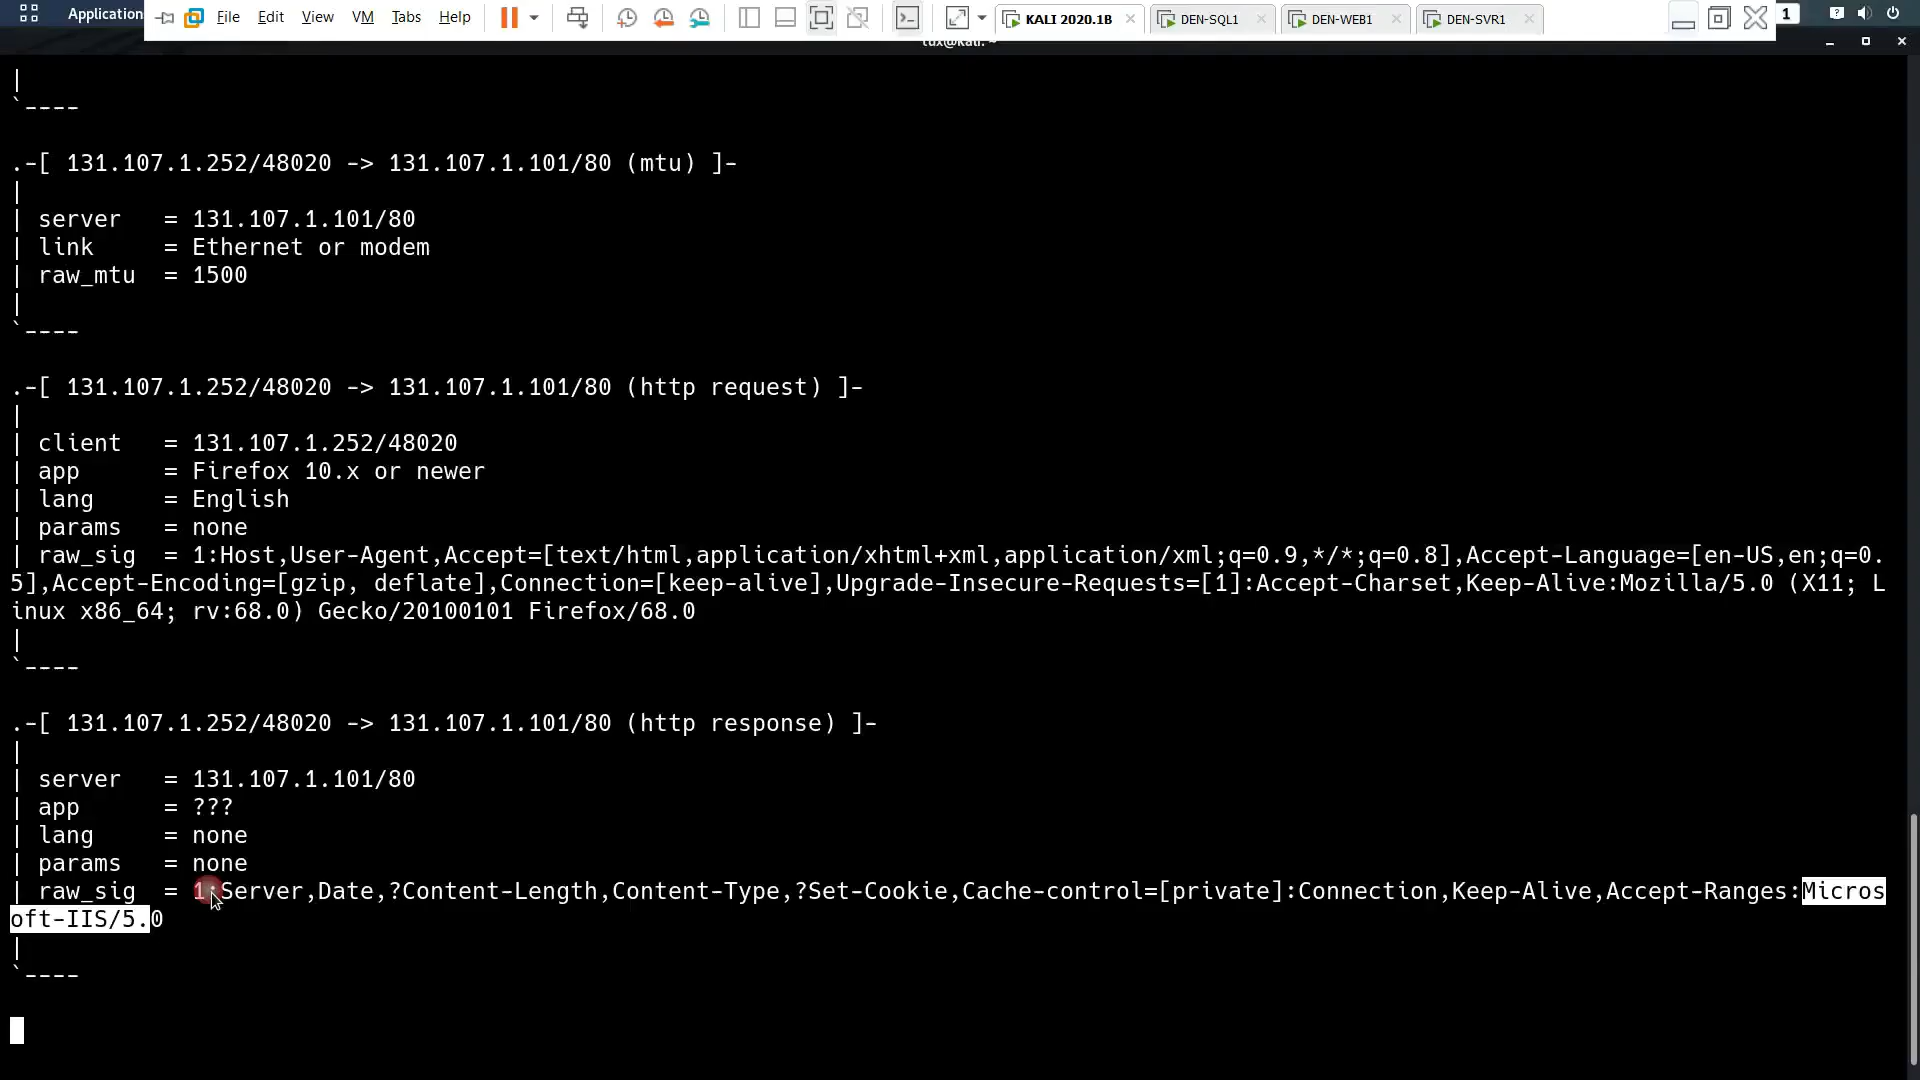 Application
File Edit View VM Tabs Help
KALI 2020.1B
DEN-SQL1
DEN-WEB1
DEN-SVR1
1
tux@kali: ~
|
`----
.-[ 131.107.1.252/48020 -> 131.107.1.101/80 (mtu) ]-
|
| server   = 131.107.1.101/80
| link     = Ethernet or modem
| raw_mtu  = 1500
|
`----
.-[ 131.107.1.252/48020 -> 131.107.1.101/80 (http request) ]-
|
| client   = 131.107.1.252/48020
| app      = Firefox 10.x or newer
| lang     = English
| params   = none
| raw_sig  = 1:Host,User-Agent,Accept=[text/html,application/xhtml+xml,application/xml;q=0.9,*/*;q=0.8],Accept-Language=[en-US,en;q=0.
5],Accept-Encoding=[gzip, deflate],Connection=[keep-alive],Upgrade-Insecure-Requests=[1]:Accept-Charset,Keep-Alive:Mozilla/5.0 (X11; L
inux x86_64; rv:68.0) Gecko/20100101 Firefox/68.0
|
`----
.-[ 131.107.1.252/48020 -> 131.107.1.101/80 (http response) ]-
|
| server   = 131.107.1.101/80
| app      = ???
| lang     = none
| params   = none
| raw_sig  = 1:Server,Date,?Content-Length,Content-Type,?Set-Cookie,Cache-control=[private]:Connection,Keep-Alive,Accept-Ranges:Micros
oft-IIS/5.0
|
`----